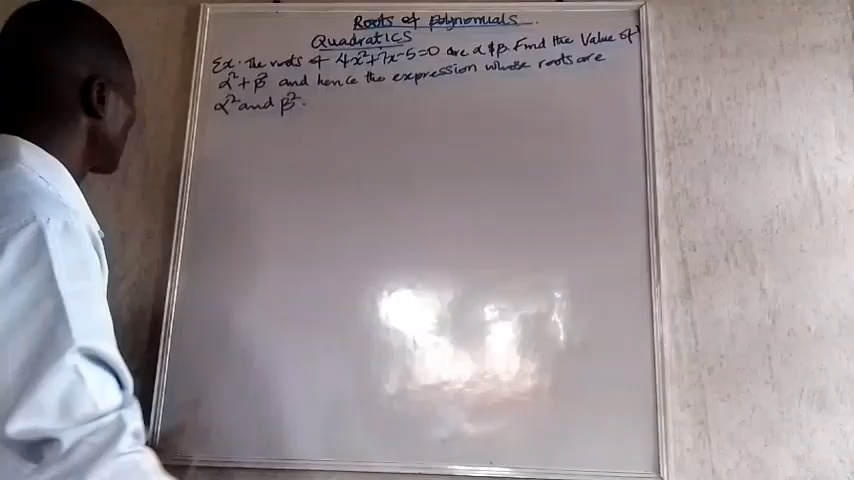 Roots of polynomials.
Quadratics
Ex. The roots of 4x²+7x-5=0 are α & β. Find the Value of
α²+β² and hence the expression whose roots are
α² and β².